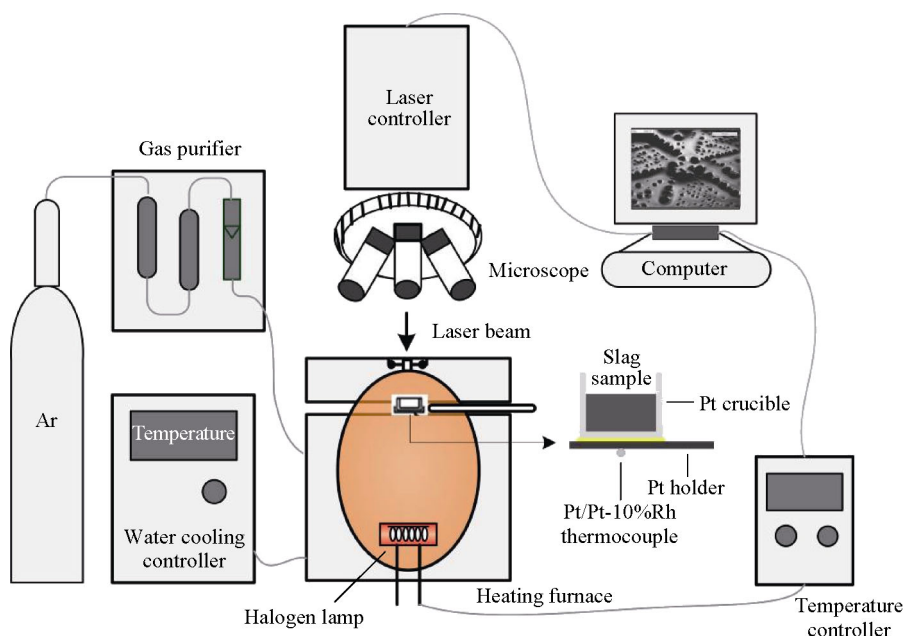 Laser
controller
Gas purifier
Microscope
Computer
Laser beam
Slag
sample
Pt crucible
Ar
Temperature
Pt holder
Pt/Pt-10%Rh
thermocouple
Water cooling
controller
Halogen lamp
Heating furnace
Temperature
controller